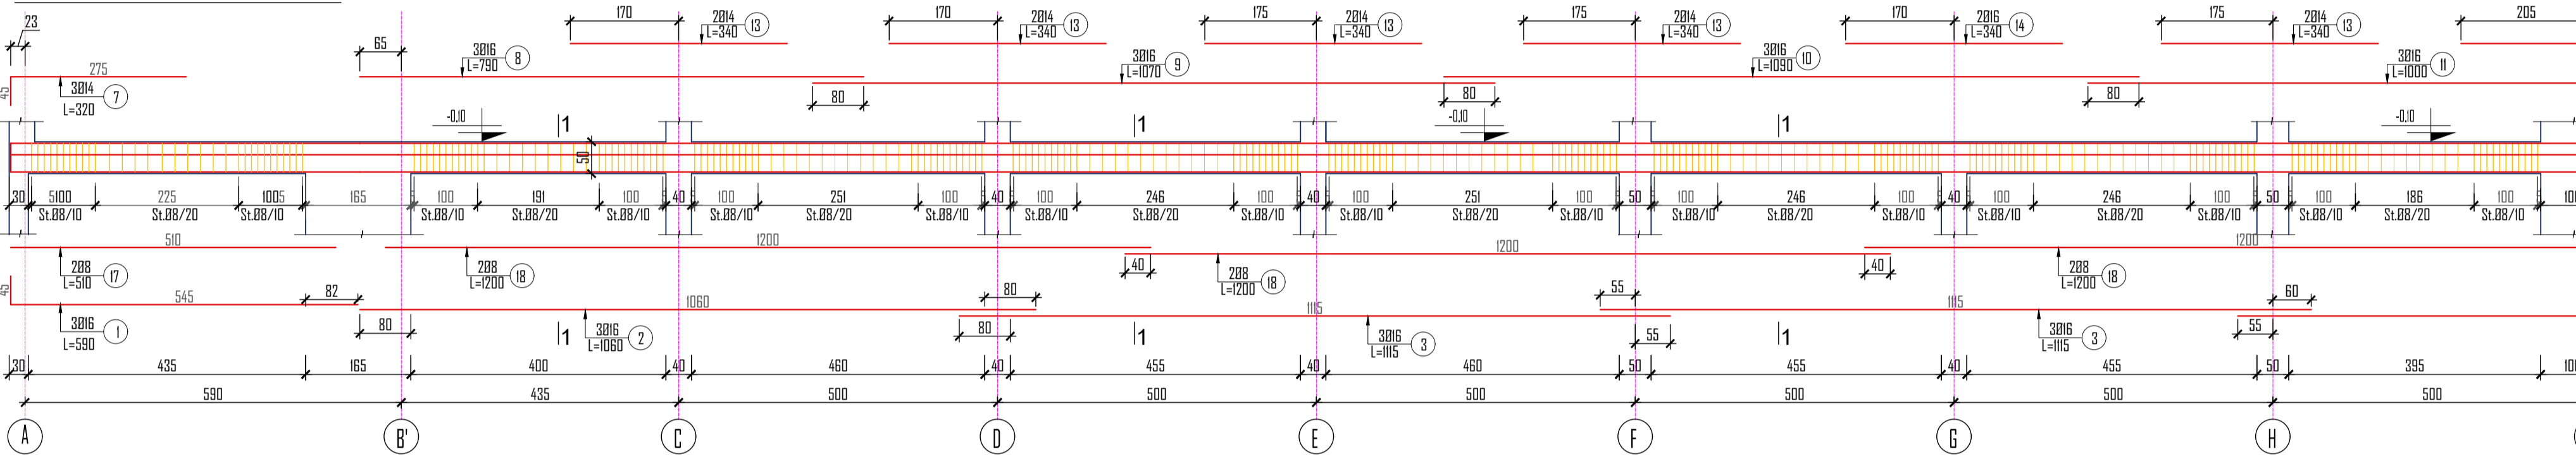 23 170 2Ø14 13 170 2Ø14 13 175 2Ø14 13 175 2Ø14 13 170 2Ø16 14 175 2Ø14 13 205
L=340 L=340 L=340 L=340 L=340 L=340
65 3Ø16 8 3Ø16 9 3Ø16 10 3Ø16 11
L=790 L=1070 L=1090 L=1000
275
45 3Ø14 7 80 80 80
L=320
-0,10 1 1 -0,10 1 -0,10
50
30 5 100 225 100 5 165 100 191 100 40 100 251 100 40 100 246 100 40 100 251 100 50 100 246 100 40 100 246 100 50 100 186 100 100
St.Ø8/10 St.Ø8/20 St.Ø8/10 St.Ø8/10 St.Ø8/20 St.Ø8/10 St.Ø8/10 St.Ø8/20 St.Ø8/10 St.Ø8/10 St.Ø8/20 St.Ø8/10 St.Ø8/10 St.Ø8/20 St.Ø8/10 St.Ø8/10 St.Ø8/20 St.Ø8/10 St.Ø8/10 St.Ø8/20 St.Ø8/10 St.Ø8/10 St.Ø8/20 St.Ø8/10
510 1200 1200 1200
2Ø8 17 2Ø8 18 40 2Ø8 18 40 2Ø8 18
L=510 L=1200 L=1200 L=1200
45 545 82 1060 80 1115 55 1115 60
3Ø16 1 80 3Ø16 2 80 3Ø16 3 55 3Ø16 3 55
L=590 L=1060 L=1115 L=1115
1 1 1
30 435 165 400 40 460 40 455 40 460 50 455 40 455 50 395 100
590 435 500 500 500 500 500 500
A B' C D E F G H